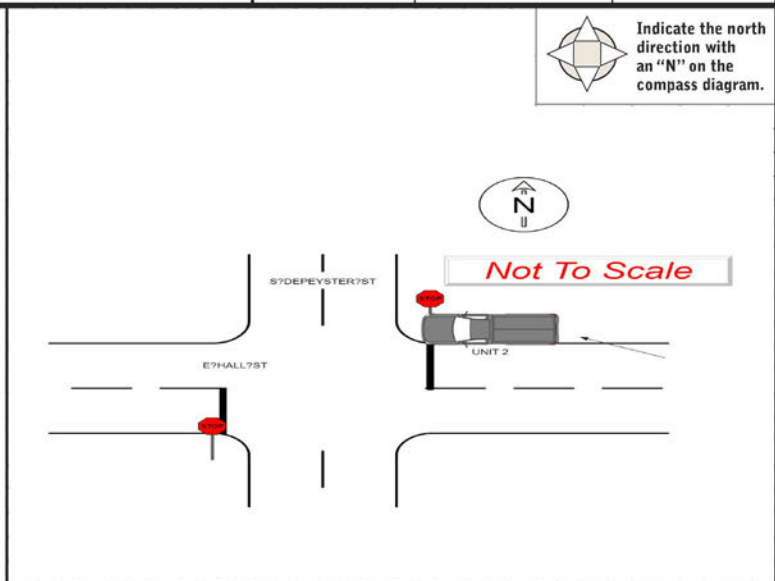 Indicate the north
direction with
an “N” on the
compass diagram.
N
Not To Scale
S?DEPEYSTER?ST
STOP
UNIT 2
E?HALL?ST
STOP